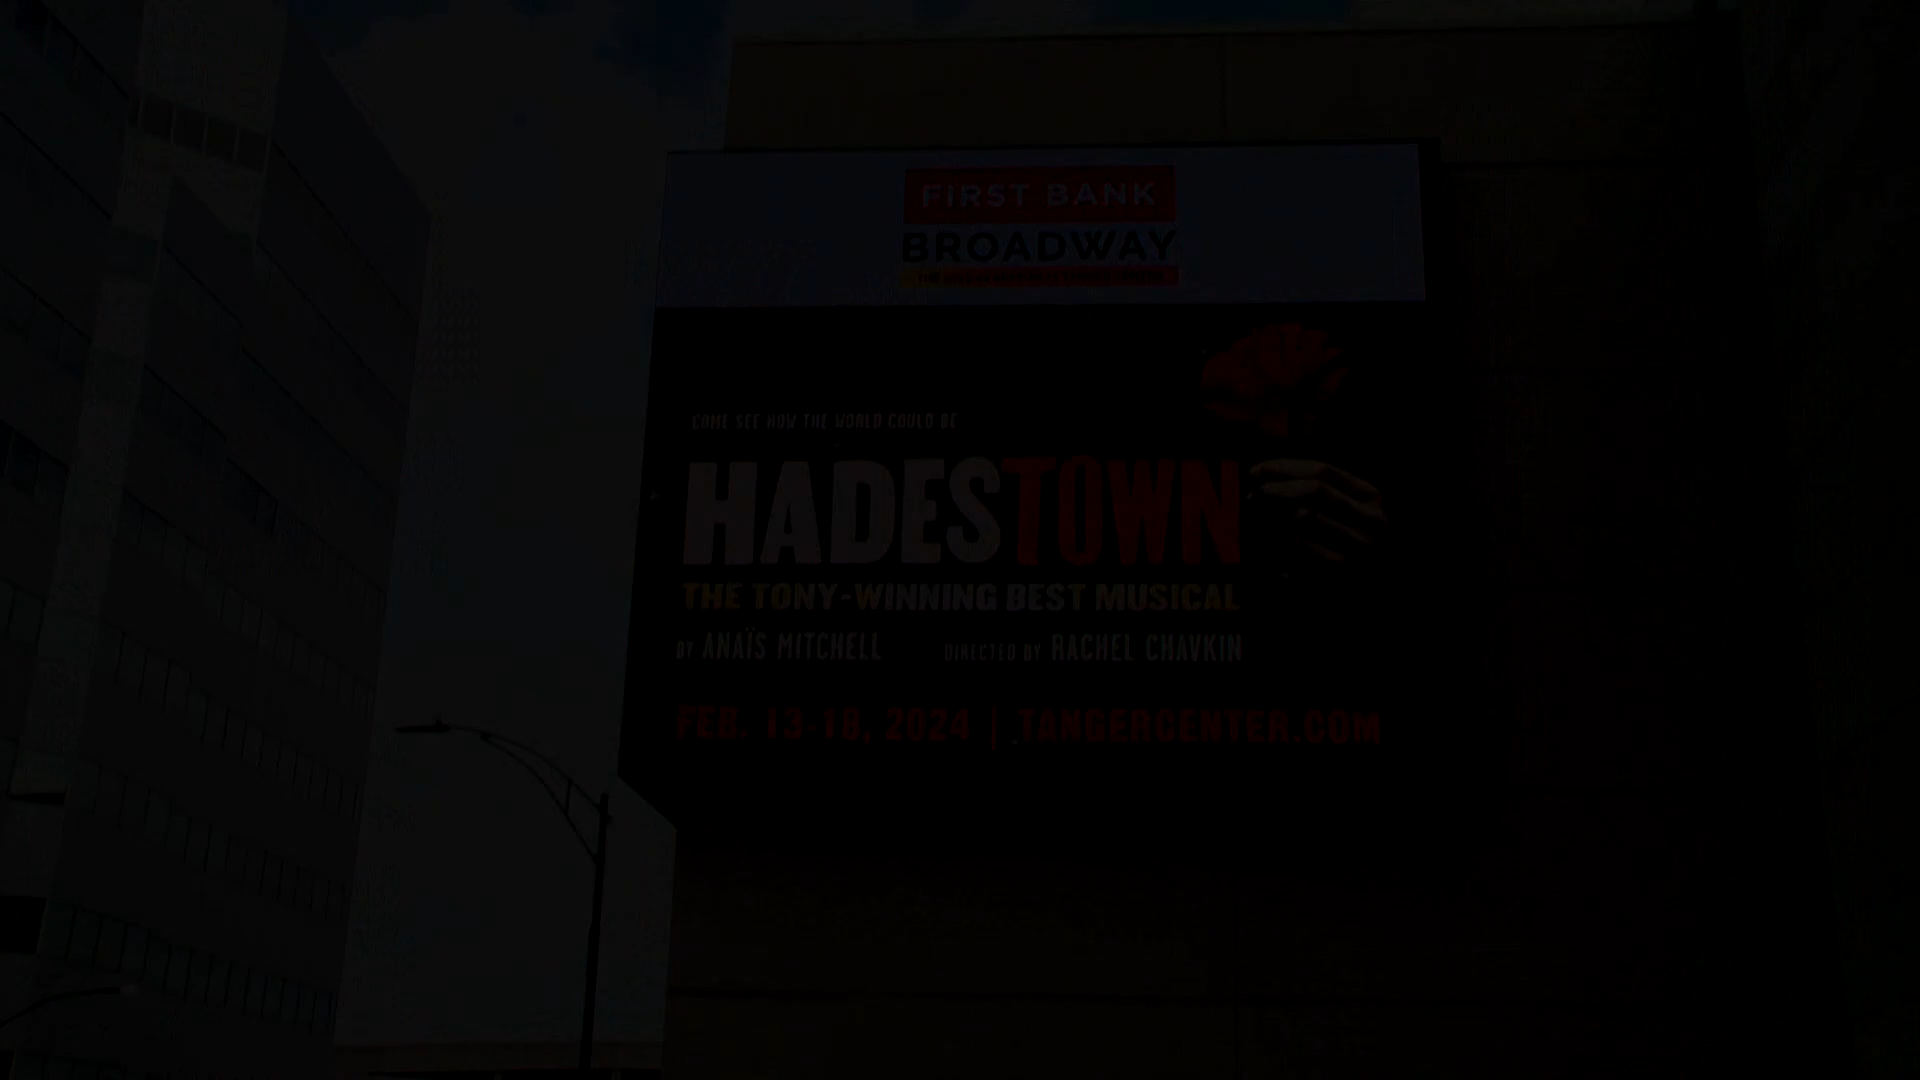 FIRST BANK
BROADWAY
COME SEE HOW THE WORLD COULD BE
HADESTOWN
THE TONY-WINNING BEST MUSICAL
BY ANAÏS MITCHELL DIRECTED BY RACHEL CHAVKIN
FEB. 13-18, 2024 | TANGERCENTER.COM